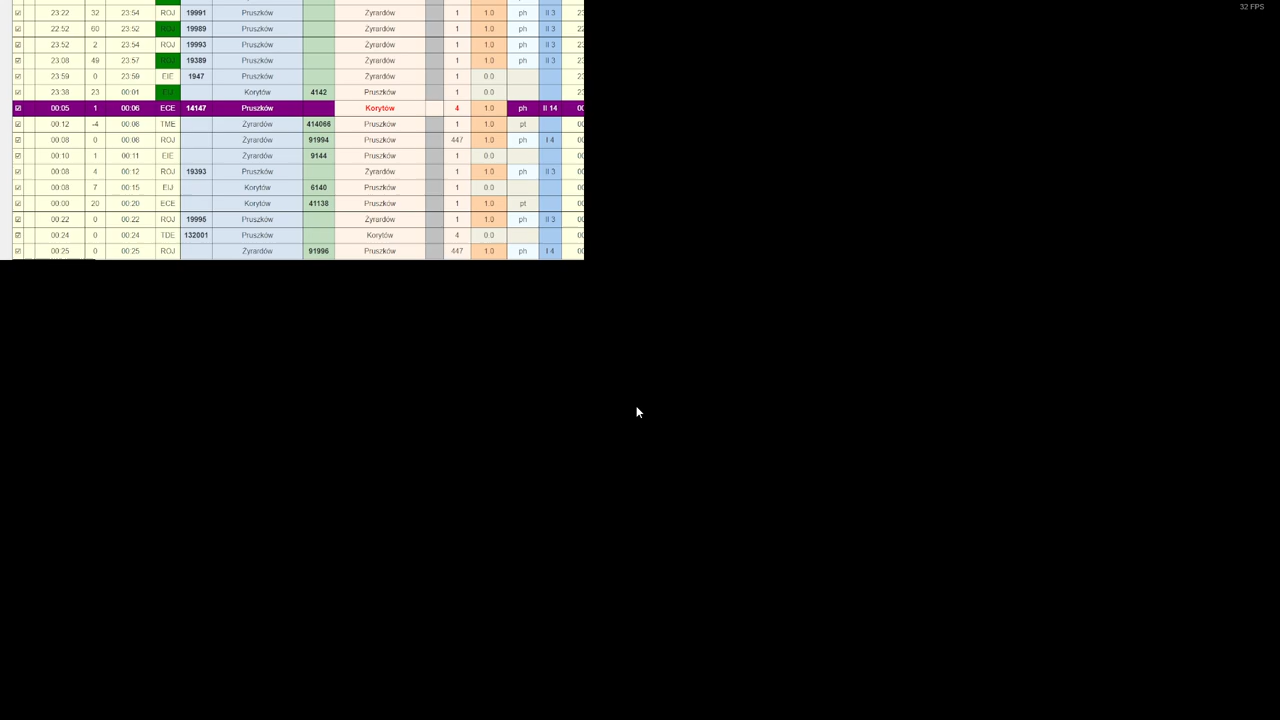 32 FPS
☑ 23:22 32 23:54 ROJ 19991 Pruszków Żyrardów 1 1.0 ph II 3
☑ 22:52 60 23:52 19989 Pruszków Żyrardów 1 1.0 ph II 3
☑ 23:52 2 23:54 ROJ 19993 Pruszków Żyrardów 1 1.0 ph II 3
☑ 23:08 49 23:57 ROJ 19389 Pruszków Żyrardów 1 1.0 ph II 3
☑ 23:59 0 23:59 EIE 1947 Pruszków Żyrardów 1 0.0
☑ 23:38 23 00:01 EIJ Korytów 4142 Pruszków 1 0.0
☑ 00:05 1 00:06 ECE 14147 Pruszków Korytów 4 1.0 ph II 14
☑ 00:12 -4 00:06 TME Żyrardów 414066 Pruszków 1 1.0 pt
☑ 00:08 0 00:06 ROJ Żyrardów 91994 Pruszków 447 1.0 ph I 4
☑ 00:10 1 00:11 EIE Żyrardów 9144 Pruszków 1 0.0
☑ 00:08 4 00:12 ROJ 19393 Pruszków Żyrardów 1 1.0 ph II 3
☑ 00:08 7 00:15 EIJ Korytów 6140 Pruszków 1 0.0
☑ 00:00 20 00:20 ECE Korytów 41138 Pruszków 1 1.0 pt
☑ 00:22 0 00:22 ROJ 19995 Pruszków Żyrardów 1 1.0 ph II 3
☑ 00:24 0 00:24 TDE 132001 Pruszków Korytów 4 0.0
☑ 00:25 0 00:25 ROJ Żyrardów 91996 Pruszków 447 1.0 ph I 4